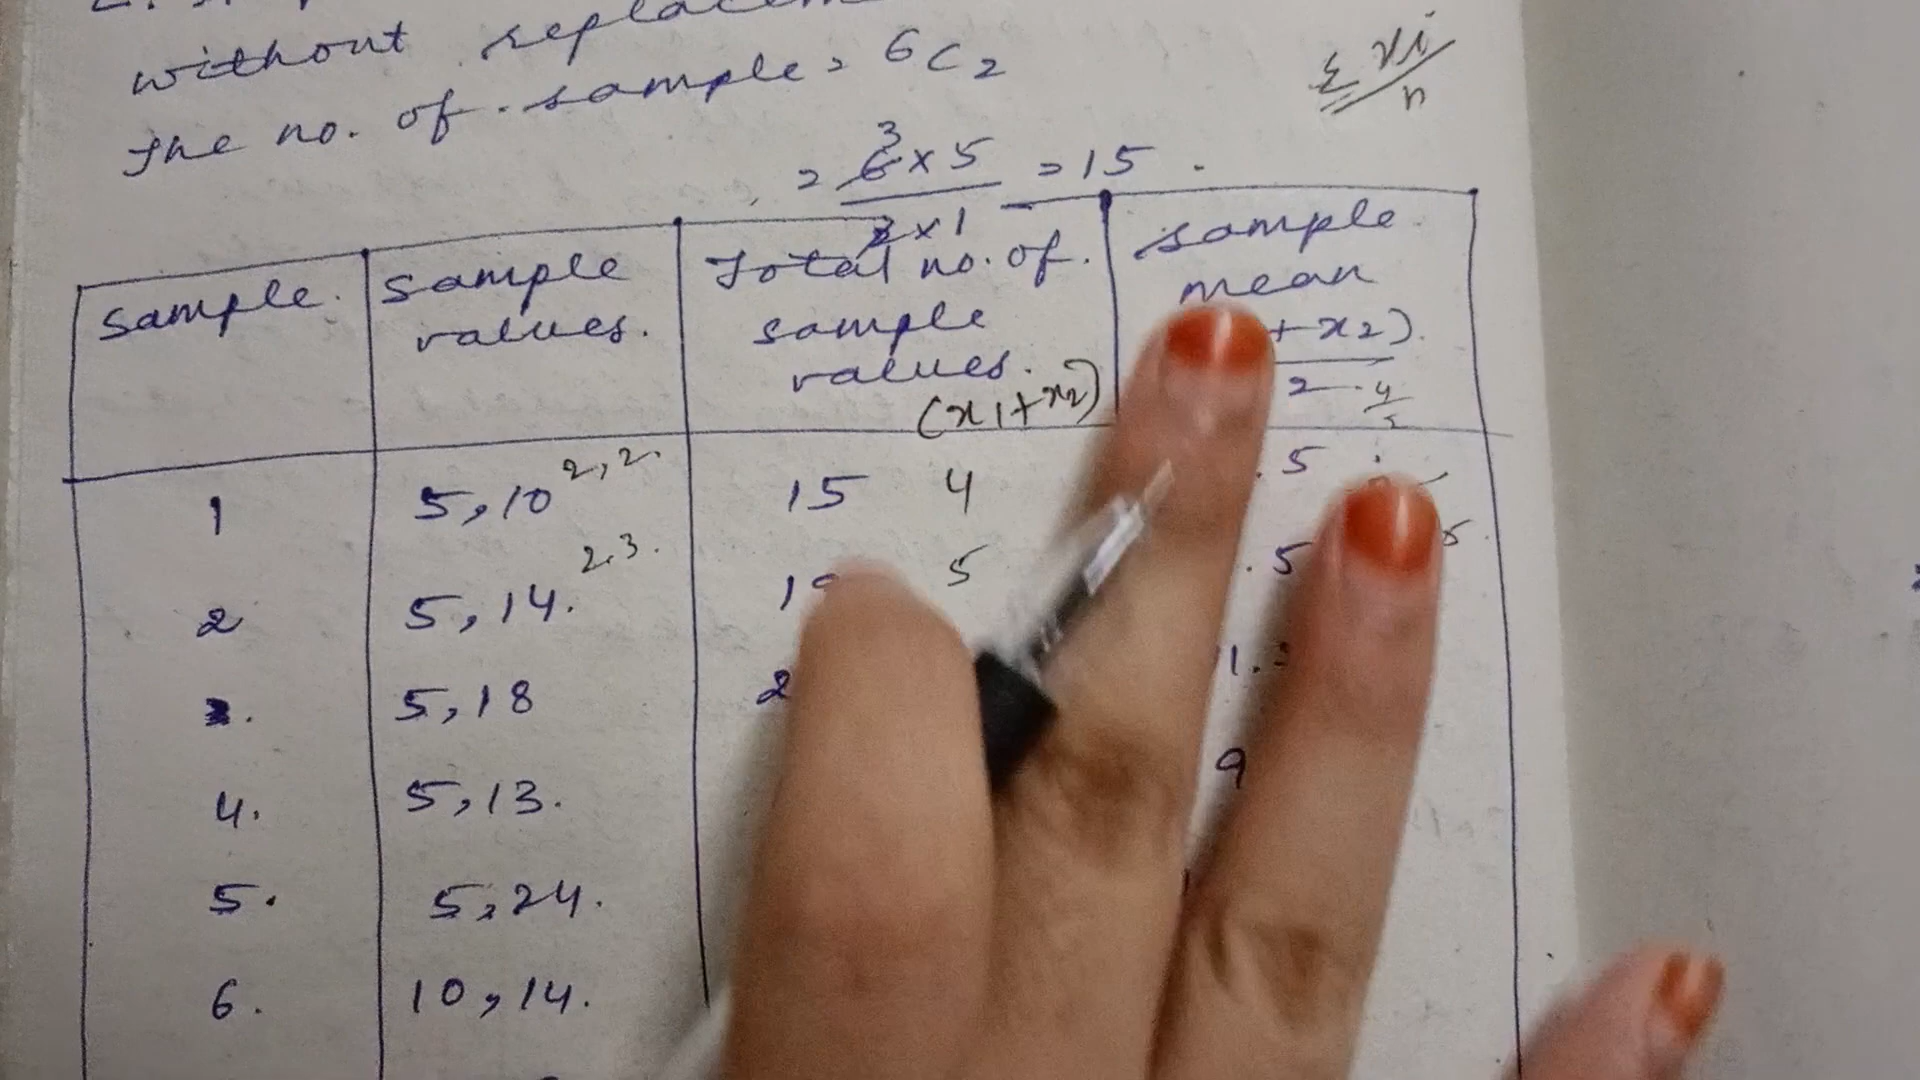 without
the no. of. sample = 6C2
= 6 3 × 5 = 15 .
2 × 1
Σ xi
n
Sample. Sample values. Total no. of. sample values. (x1 + x2) Sample mean + x2). 2
1 5, 10 2, 2. 15 4 . 5
2 5, 14. 2.3. 5 . 5
3. 5, 18 2 1.
4. 5, 13. 9
5. 5, 24.
6. 10, 14.